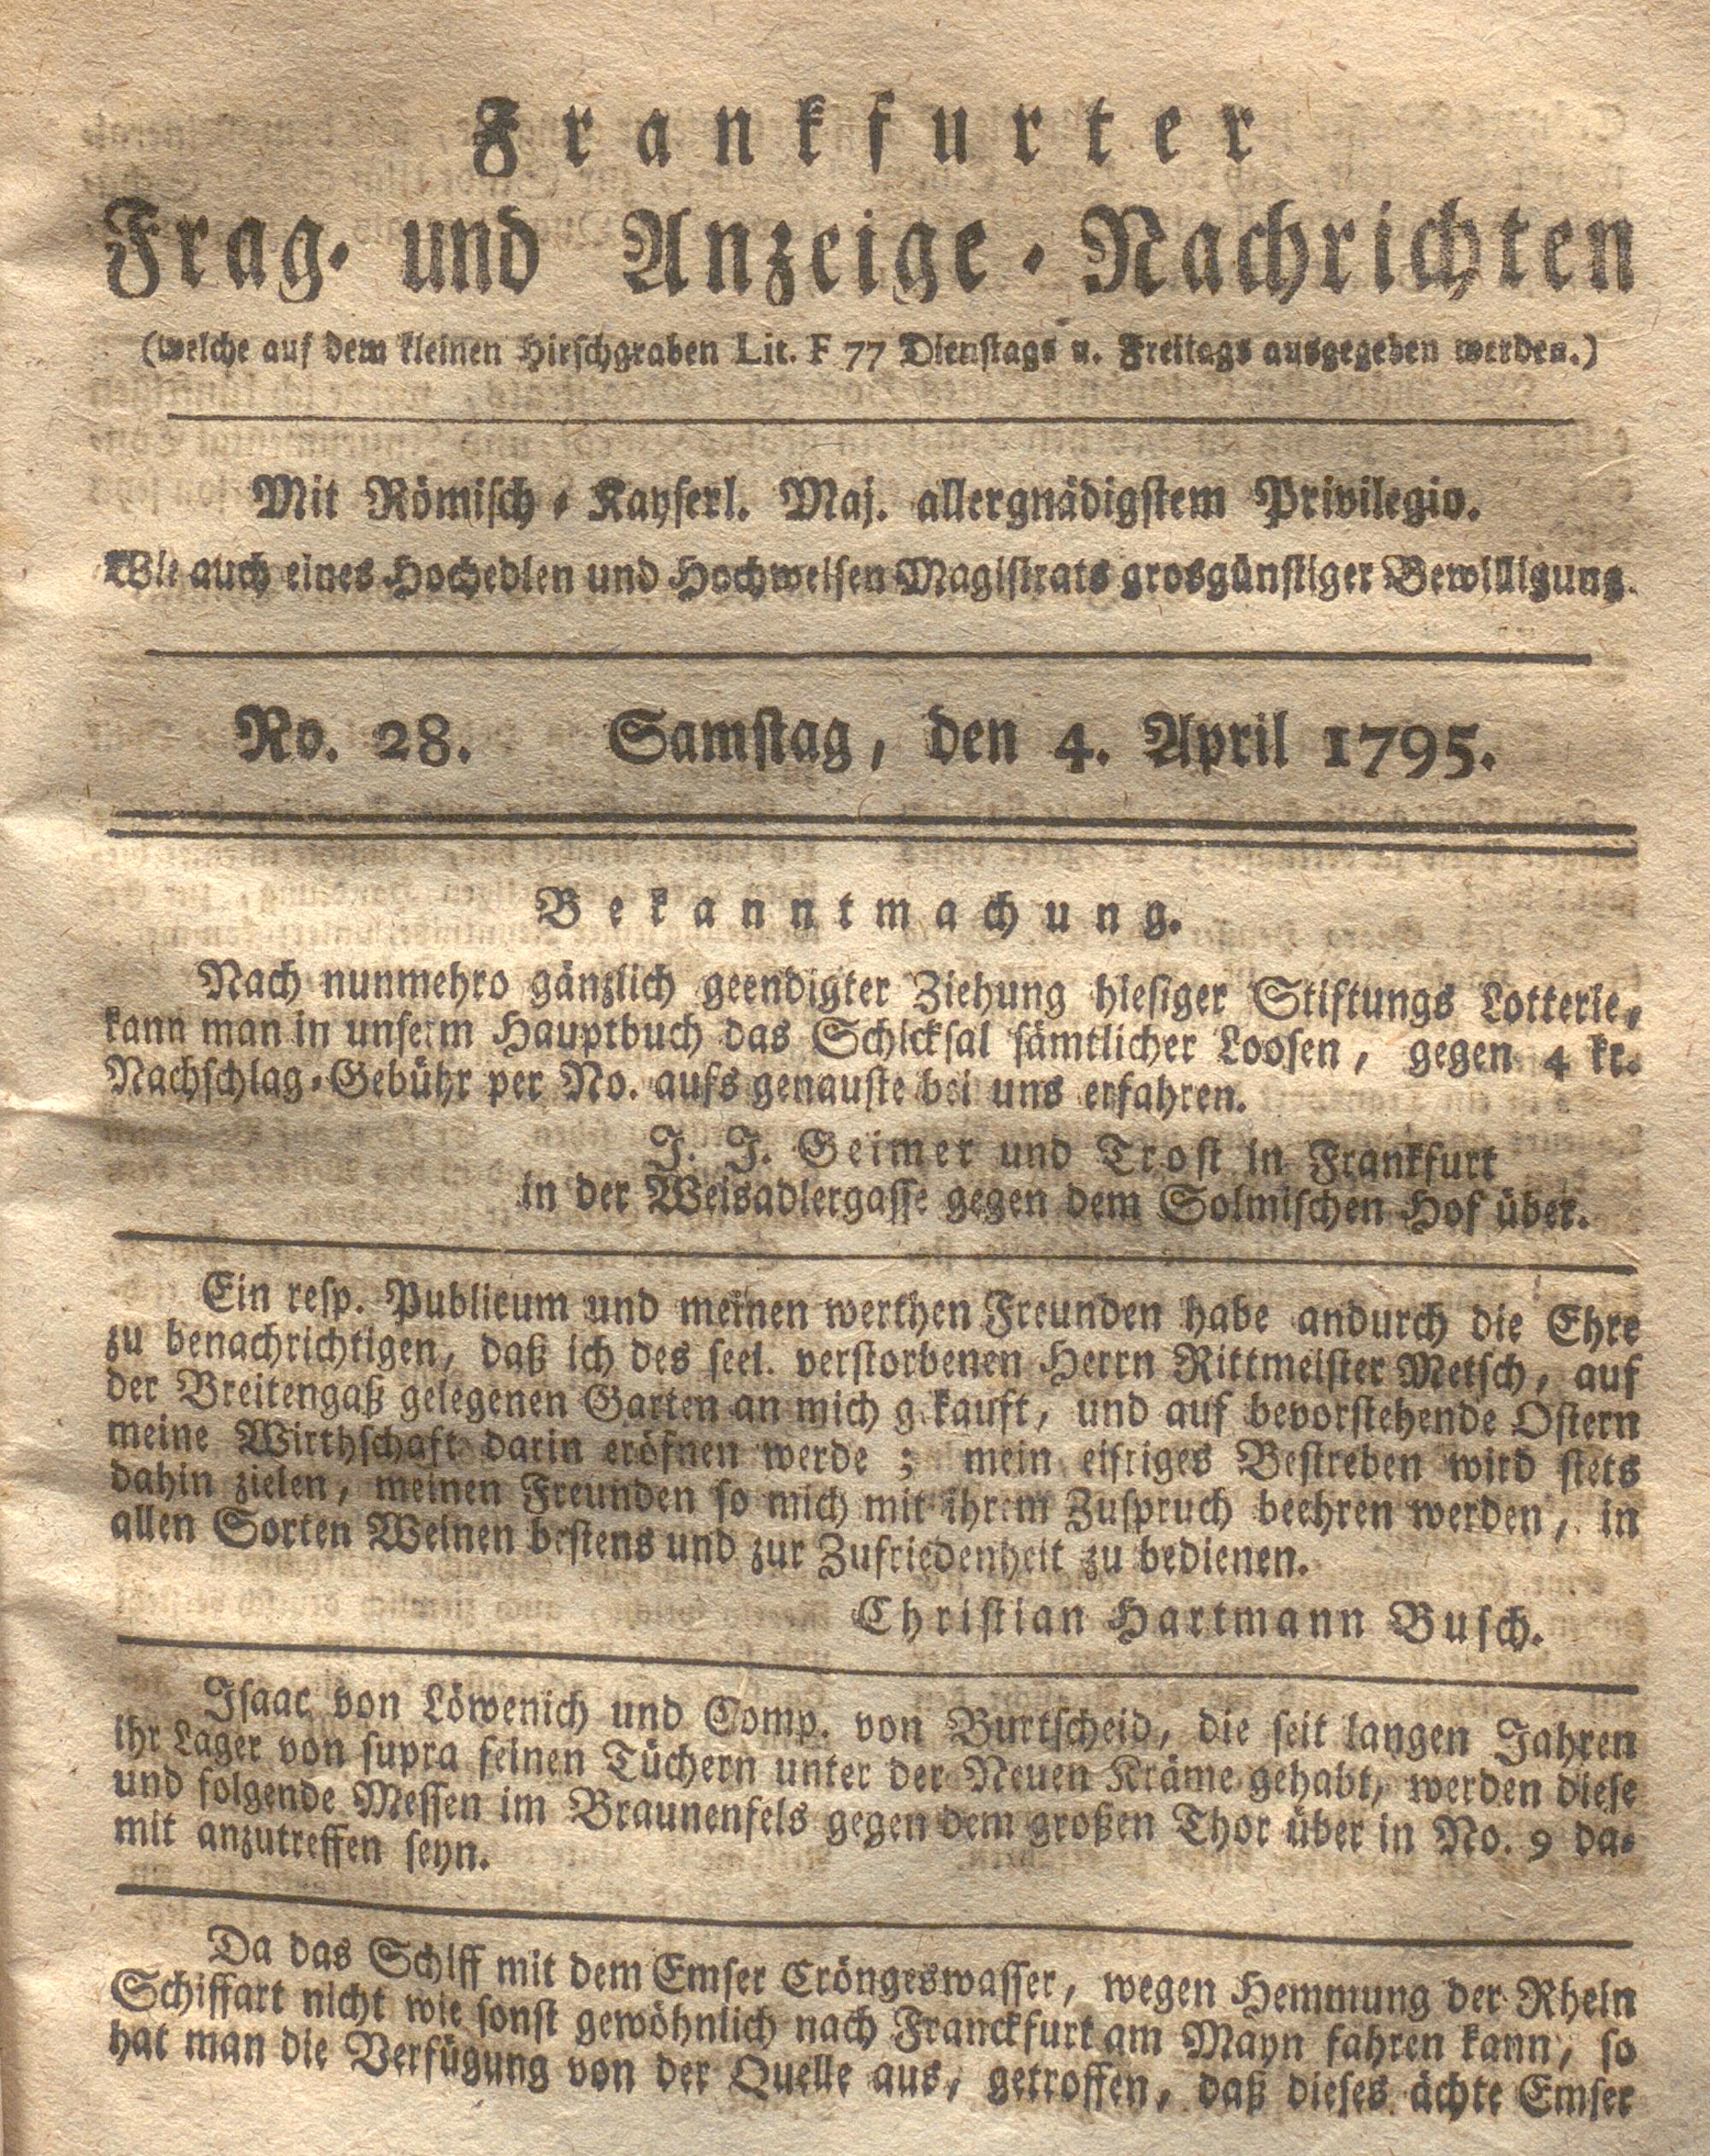 Frankfurter
Frag- und Anzeige-Nachrichten
(welche auf dem kleinen Hirschgraben Lit. F 77 Dienstags u. Freitags ausgegeben werden.)
Mit Römisch-Kayserl. Maj. allergnädigstem Privilegio.
Wie auch eines Hochedlen und Hochweisen Magistrats grosgünstiger Bewilligung.
No. 28. Samstag, den 4. April 1795.
Bekanntmachung.
Nach nunmehro gänzlich geendigter Ziehung hiesiger Stiftungs Lotterie,
kann man in unserm Hauptbuch das Schicksal sämtlicher Loosen, gegen 4 kr.
Nachschlag-Gebühr per No. aufs genauste bei uns erfahren.
J. J. Geimer und Trost in Frankfurt
in der Weisadlergasse gegen dem Solmischen Hof über.
Ein resp. Publicum und meinen werthen Freunden habe andurch die Ehre
zu benachrichtigen, daß ich des seel. verstorbenen Herrn Rittmeister Metsch, auf
der Breitengaß gelegenen Garten an mich gekauft, und auf bevorstehende Ostern
meine Wirthschaft darin eröfnen werde; mein eifriges Bestreben wird stets
dahin zielen, meinen Freunden so mich mit ihrem Zuspruch beehren werden, in
allen Sorten Weinen bestens und zur Zufriedenheit zu bedienen.
Christian Hartmann Busch.
Isaac von Löwenich und Comp. von Burtscheid, die seit langen Jahren
ihr Lager von supra feinen Tüchern unter der Neuen Kräme gehabt, werden diese
und folgende Messen im Braunenfels gegen dem großen Thor über in No. 9 da-
mit anzutreffen seyn.
Da das Schiff mit dem Emser Cröngeswasser, wegen Hemmung der Rhein
Schiffart nicht wie sonst gewöhnlich nach Franckfurt am Mayn fahren kann, so
hat man die Verfügung von der Quelle aus, getroffen, daß dieses ächte Emser